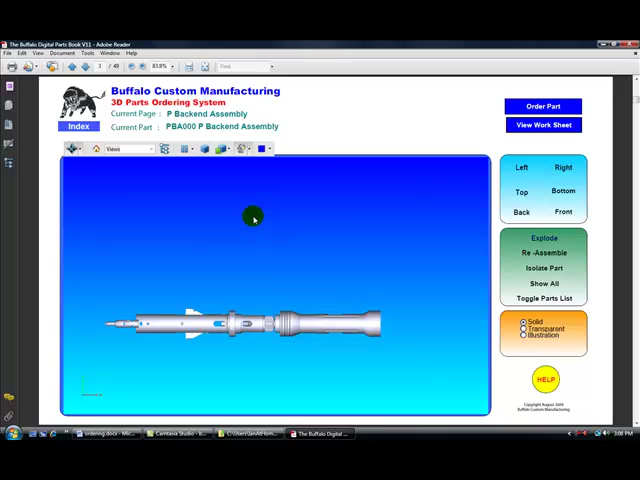 The Buffalo Digital Parts Book V11 - Adobe Reader
File Edit View Document Tools Window Help
3 / 49 83.9% Find
Buffalo Custom Manufacturing
3D Parts Ordering System
Current Page : P Backend Assembly
Current Part : PBA000 P Backend Assembly
Index
Order Part
View Work Sheet
Views
Left Right
Top Bottom
Back Front
Explode
Re -Assemble
Isolate Part
Show All
Toggle Parts List
Solid
Transparent
Illustration
HELP
Copyright August 2009
Buffalo Custom Manufacturing
ordering.docx - Mic...
Camtasia Studio - b...
C:\Users\IanAtHom...
The Buffalo Digital ...
3:08 PM